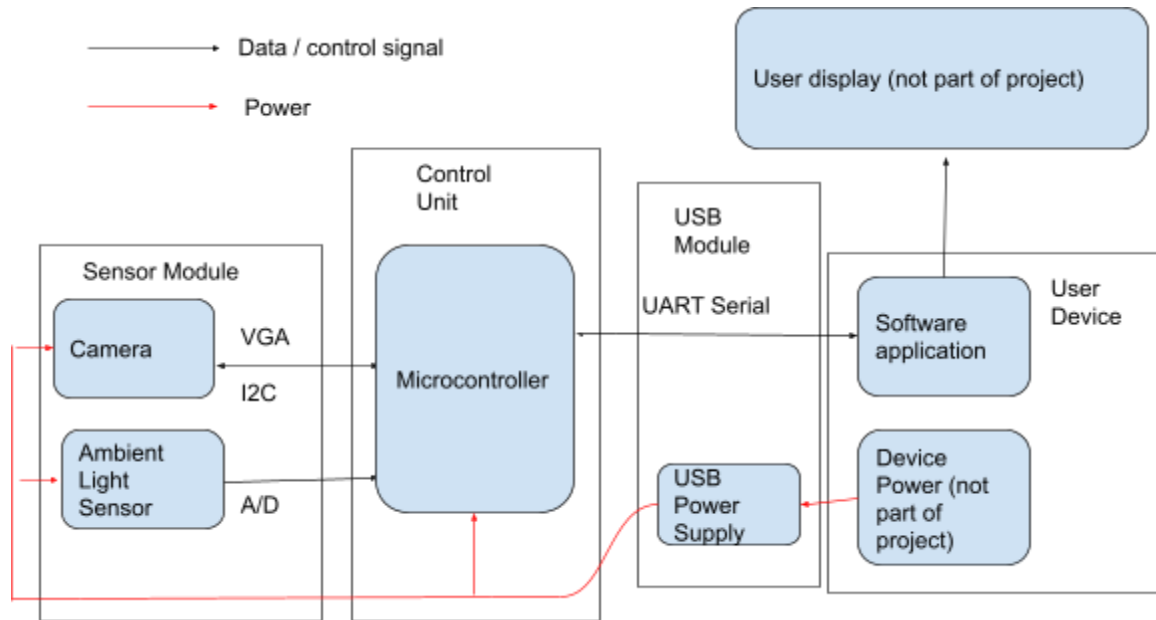 Data / control signal
Power
User display (not part of project)
Control
Unit
USB
Module
Sensor Module
User
Device
UART Serial
Software
application
VGA
Camera
I2C
Microcontroller
Ambient
Light
Sensor
A/D
USB
Power
Supply
Device
Power (not
part of
project)